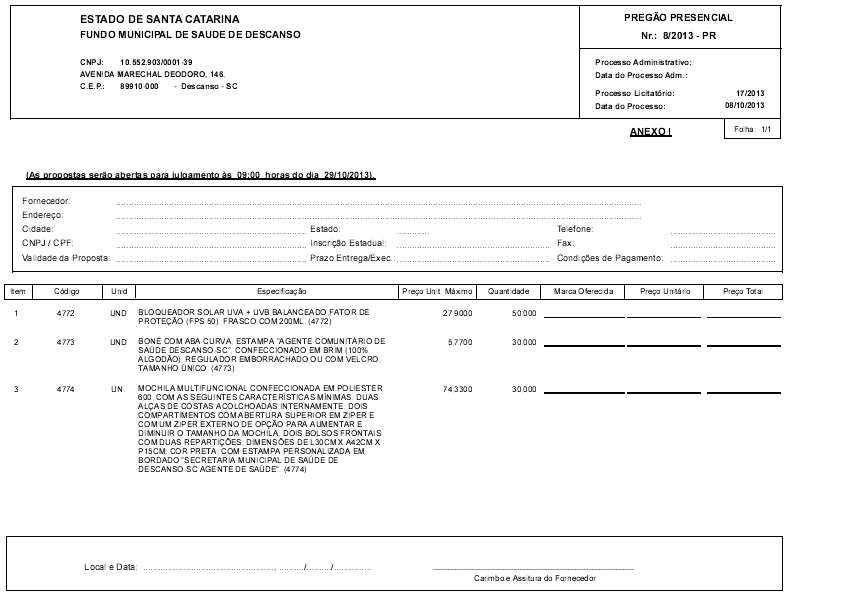 ESTADO DE SANTA CATARINA
FUNDO MUNICIPAL DE SAUDE DE DESCANSO
CNPJ: 10.552.903/0001-39
AVENIDA MARECHAL DEODORO, 146.
C.E.P.: 89910-000 - Descanso - SC
PREGÃO PRESENCIAL
Nr.: 8/2013 - PR
Processo Administrativo:
Data do Processo Adm.:
Processo Licitatório: 17/2013
Data do Processo: 08/10/2013
ANEXO I
Folha: 1/1
(As propostas serão abertas para julgamento às 09:00 horas do dia 29/10/2013).
Fornecedor:
Endereço:
Cidade: Estado: Telefone:
CNPJ / CPF: Inscrição Estadual: Fax:
Validade da Proposta: Prazo Entrega/Exec.: Condições de Pagamento:
Item Código Unid Especificação Preço Unit. Máximo Quantidade Marca Oferecida Preço Unitário Preço Total
1 4772 UND BLOQUEADOR SOLAR UVA + UVB BALANCEADO,FATOR DE 27,9000 50,000
PROTEÇÃO (FPS 50), FRASCO COM 200ML. (4772)
2 4773 UND BONÉ COM ABA CURVA, ESTAMPA "AGENTE COMUNITÁRIO DE 5,7700 30,000
SAÚDE DESCANSO-SC", CONFECCIONADO EM BRIM (100%
ALGODÃO), REGULADOR EMBORRACHADO OU COM VELCRO,
TAMANHO ÚNICO. (4773)
3 4774 UN. MOCHILA MULTIFUNCIONAL,CONFECCIONADA EM POLIESTER 74,3300 30,000
600, COM AS SEGUINTES CARACTERÍSTICAS MÍNIMAS: DUAS
ALÇAS DE COSTAS ACOLCHOADAS INTERNAMENTE; DOIS
COMPARTIMENTOS COM ABERTURA SUPERIOR EM ZIPER E
COM UM ZIPER EXTERNO DE OPÇÃO PARA AUMENTAR E
DIMINUIR O TAMANHO DA MOCHILA; DOIS BOLSOS FRONTAIS
COM DUAS REPARTIÇÕES; DIMENSÕES DE L30CM X A42CM X
P15CM; COR PRETA; COM ESTAMPA PERSONALIZADA EM
BORDADO "SECRETARIA MUNICIPAL DE SAÚDE DE
DESCANSO-SC AGENTE DE SAÚDE". (4774)
Local e Data: ......................................................, ........../........../...............
Carimbo e Assitura do Fornecedor